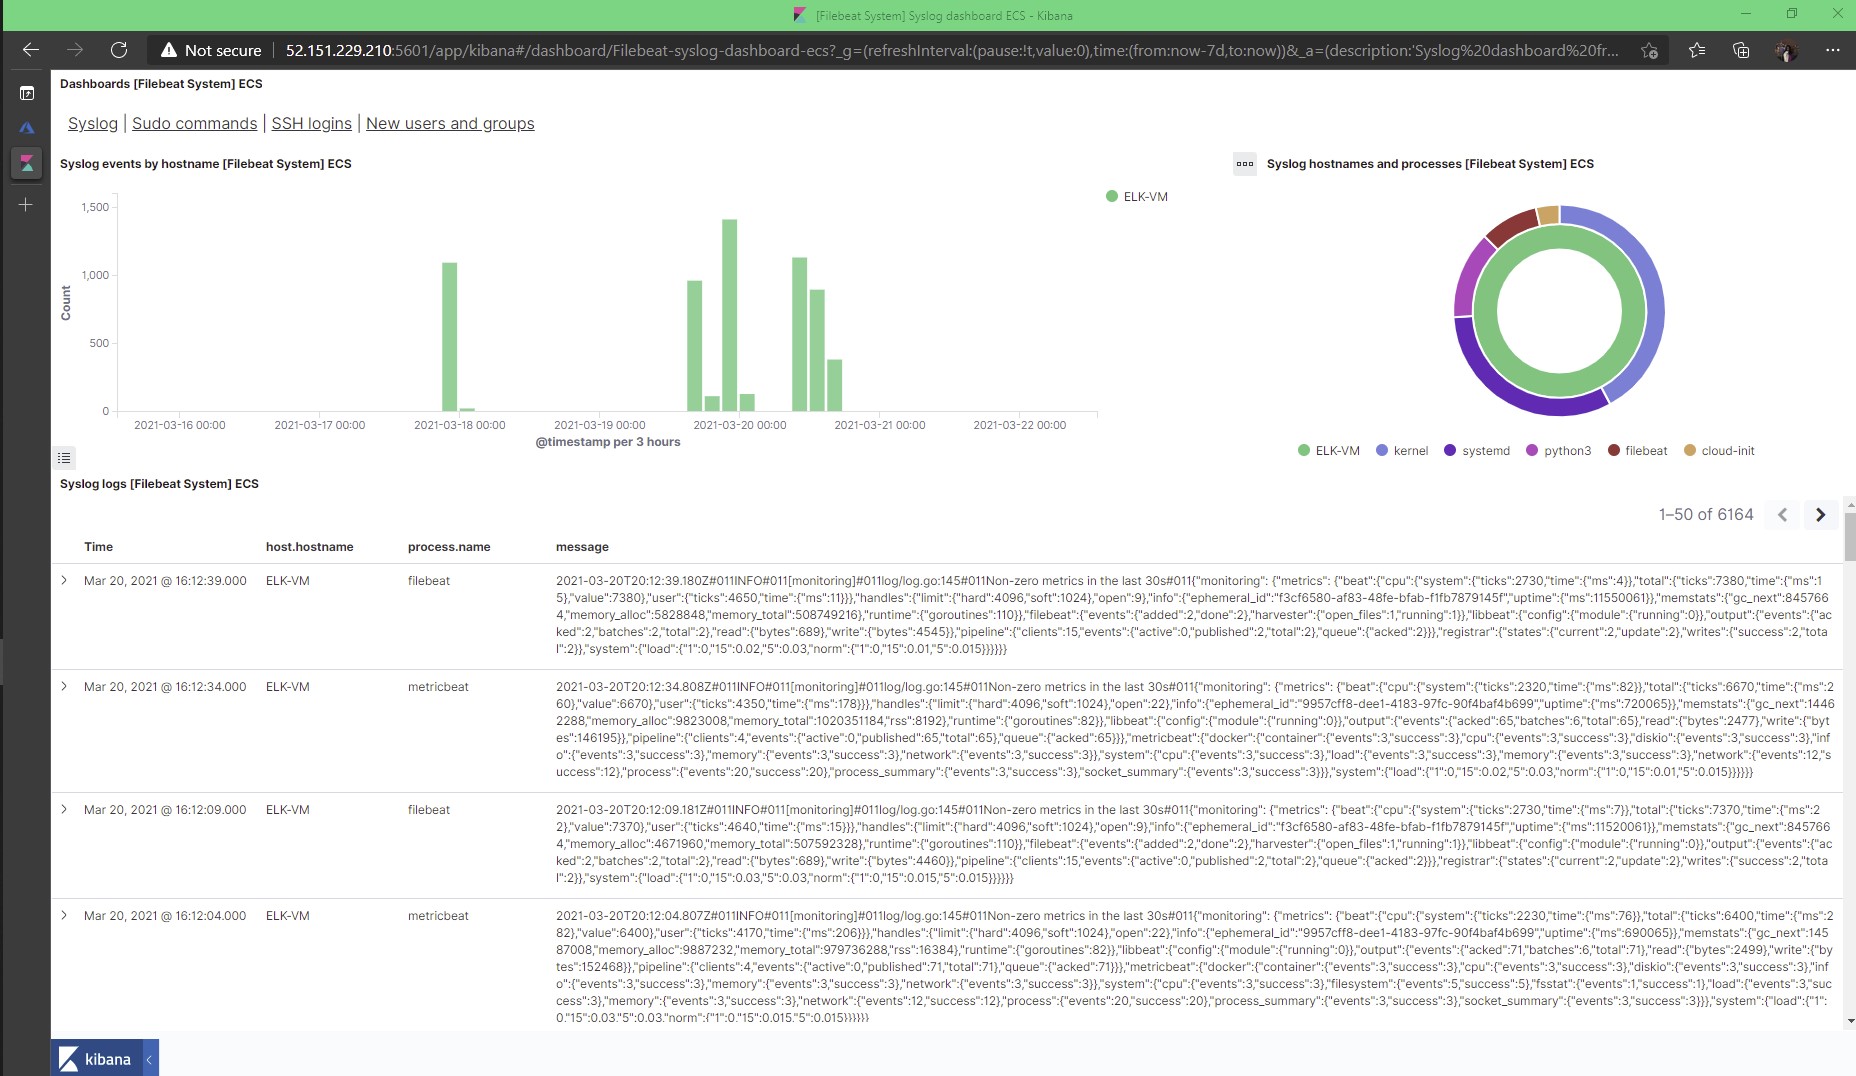 [Filebeat System] Syslog dashboard ECS - Kibana
Not secure | 52.151.229.210:5601/app/kibana#/dashboard/Filebeat-syslog-dashboard-ecs?_g=(refreshInterval:(pause:!t,value:0),time:(from:now-7d,to:now))&_a=(description:'Syslog%20dashboard%20fr...
Dashboards [Filebeat System] ECS
Syslog | Sudo commands | SSH logins | New users and groups
Syslog events by hostname [Filebeat System] ECS
1,500
1,000
500
0
Count
2021-03-16 00:00 2021-03-17 00:00 2021-03-18 00:00 2021-03-19 00:00 2021-03-20 00:00 2021-03-21 00:00 2021-03-22 00:00
@timestamp per 3 hours
ELK-VM
Syslog hostnames and processes [Filebeat System] ECS
ELK-VM kernel systemd python3 filebeat cloud-init
Syslog logs [Filebeat System] ECS
1–50 of 6164
Time host.hostname process.name message
Mar 20, 2021 @ 16:12:39.000 ELK-VM filebeat 2021-03-20T20:12:39.180Z#011INFO#011[monitoring]#011log/log.go:145#011Non-zero metrics in the last 30s#011{"monitoring": {"metrics": {"beat":{"cpu":{"system":{"ticks":2730,"time":{"ms":4}},"total":{"ticks":7380,"time":{"ms":1
5},"value":7380},"user":{"ticks":4650,"time":{"ms":11}}},"handles":{"limit":{"hard":4096,"soft":1024},"open":9},"info":{"ephemeral_id":"f3cf6580-af83-48fe-bfab-f1fb7879145f","uptime":{"ms":11550061}},"memstats":{"gc_next":845766
4,"memory_alloc":5828848,"memory_total":508749216},"runtime":{"goroutines":110}},"filebeat":{"events":{"added":2,"done":2},"harvester":{"open_files":1,"running":1}},"libbeat":{"config":{"module":{"running":0}},"output":{"events":{"ac
ked":2,"batches":2,"total":2},"read":{"bytes":689},"write":{"bytes":4545}},"pipeline":{"clients":15,"events":{"active":0,"published":2,"total":2},"queue":{"acked":2}}},"registrar":{"states":{"current":2,"update":2},"writes":{"success":2,"tota
l":2}},"system":{"load":{"1":0,"15":0.02,"5":0.03,"norm":{"1":0,"15":0.01,"5":0.015}}}}}}
Mar 20, 2021 @ 16:12:34.000 ELK-VM metricbeat 2021-03-20T20:12:34.808Z#011INFO#011[monitoring]#011log/log.go:145#011Non-zero metrics in the last 30s#011{"monitoring": {"metrics": {"beat":{"cpu":{"system":{"ticks":2320,"time":{"ms":82}},"total":{"ticks":6670,"time":{"ms":2
60},"value":6670},"user":{"ticks":4350,"time":{"ms":178}}},"handles":{"limit":{"hard":4096,"soft":1024},"open":22},"info":{"ephemeral_id":"9957cff8-dee1-4183-97fc-90f4baf4b699","uptime":{"ms":720065}},"memstats":{"gc_next":1446
2288,"memory_alloc":9823008,"memory_total":1020351184,"rss":8192},"runtime":{"goroutines":82}},"libbeat":{"config":{"module":{"running":0}},"output":{"events":{"acked":65,"batches":6,"total":65},"read":{"bytes":2477},"write":{"byt
es":146195}},"pipeline":{"clients":4,"events":{"active":0,"published":65,"total":65},"queue":{"acked":65}}},"metricbeat":{"docker":{"container":{"events":3,"success":3},"cpu":{"events":3,"success":3},"diskio":{"events":3,"success":3},"inf
o":{"events":3,"success":3},"memory":{"events":3,"success":3},"network":{"events":3,"success":3}},"system":{"cpu":{"events":3,"success":3},"load":{"events":3,"success":3},"memory":{"events":3,"success":3},"network":{"events":12,"s
uccess":12},"process":{"events":20,"success":20},"process_summary":{"events":3,"success":3},"socket_summary":{"events":3,"success":3}}},"system":{"load":{"1":0,"15":0.02,"5":0.03,"norm":{"1":0,"15":0.01,"5":0.015}}}}}}
Mar 20, 2021 @ 16:12:09.000 ELK-VM filebeat 2021-03-20T20:12:09.181Z#011INFO#011[monitoring]#011log/log.go:145#011Non-zero metrics in the last 30s#011{"monitoring": {"metrics": {"beat":{"cpu":{"system":{"ticks":2730,"time":{"ms":7}},"total":{"ticks":7370,"time":{"ms":2
2},"value":7370},"user":{"ticks":4640,"time":{"ms":15}}},"handles":{"limit":{"hard":4096,"soft":1024},"open":9},"info":{"ephemeral_id":"f3cf6580-af83-48fe-bfab-f1fb7879145f","uptime":{"ms":11520061}},"memstats":{"gc_next":845766
4,"memory_alloc":4671960,"memory_total":507592328},"runtime":{"goroutines":110}},"filebeat":{"events":{"added":2,"done":2},"harvester":{"open_files":1,"running":1}},"libbeat":{"config":{"module":{"running":0}},"output":{"events":{"ac
ked":2,"batches":2,"total":2},"read":{"bytes":689},"write":{"bytes":4460}},"pipeline":{"clients":15,"events":{"active":0,"published":2,"total":2},"queue":{"acked":2}}},"registrar":{"states":{"current":2,"update":2},"writes":{"success":2,"tota
l":2}},"system":{"load":{"1":0,"15":0.03,"5":0.03,"norm":{"1":0,"15":0.015,"5":0.015}}}}}}
Mar 20, 2021 @ 16:12:04.000 ELK-VM metricbeat 2021-03-20T20:12:04.807Z#011INFO#011[monitoring]#011log/log.go:145#011Non-zero metrics in the last 30s#011{"monitoring": {"metrics": {"beat":{"cpu":{"system":{"ticks":2230,"time":{"ms":76}},"total":{"ticks":6400,"time":{"ms":2
82},"value":6400},"user":{"ticks":4170,"time":{"ms":206}}},"handles":{"limit":{"hard":4096,"soft":1024},"open":22},"info":{"ephemeral_id":"9957cff8-dee1-4183-97fc-90f4baf4b699","uptime":{"ms":690065}},"memstats":{"gc_next":145
87008,"memory_alloc":9887232,"memory_total":979736288,"rss":16384},"runtime":{"goroutines":82}},"libbeat":{"config":{"module":{"running":0}},"output":{"events":{"acked":71,"batches":6,"total":71},"read":{"bytes":2499},"write":{"by
tes":152468}},"pipeline":{"clients":4,"events":{"active":0,"published":71,"total":71},"queue":{"acked":71}}},"metricbeat":{"docker":{"container":{"events":3,"success":3},"cpu":{"events":3,"success":3},"diskio":{"events":3,"success":3},"info
":{"events":3,"success":3},"memory":{"events":3,"success":3},"network":{"events":3,"success":3}},"system":{"cpu":{"events":3,"success":3},"filesystem":{"events":5,"success":5},"fsstat":{"events":1,"success":1},"load":{"events":3,"suc
cess":3},"memory":{"events":3,"success":3},"network":{"events":12,"success":12},"process":{"events":20,"success":20},"process_summary":{"events":3,"success":3},"socket_summary":{"events":3,"success":3}}},"system":{"load":{"1":
0,"15":0.03,"5":0.03,"norm":{"1":0,"15":0.015,"5":0.015}}}}}}
kibana